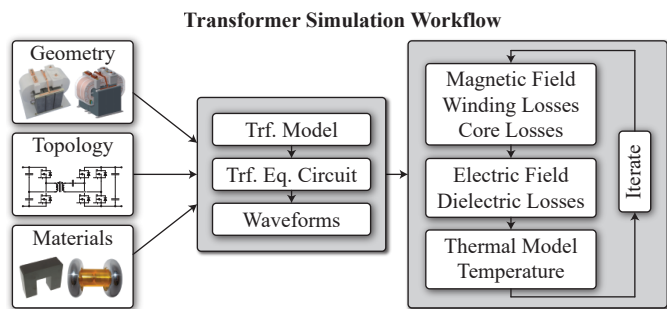 Transformer Simulation Workflow
Geometry
Topology
Materials
Trf. Model
Trf. Eq. Circuit
Waveforms
Magnetic Field
Winding Losses
Core Losses
Electric Field
Dielectric Losses
Thermal Model
Temperature
Iterate